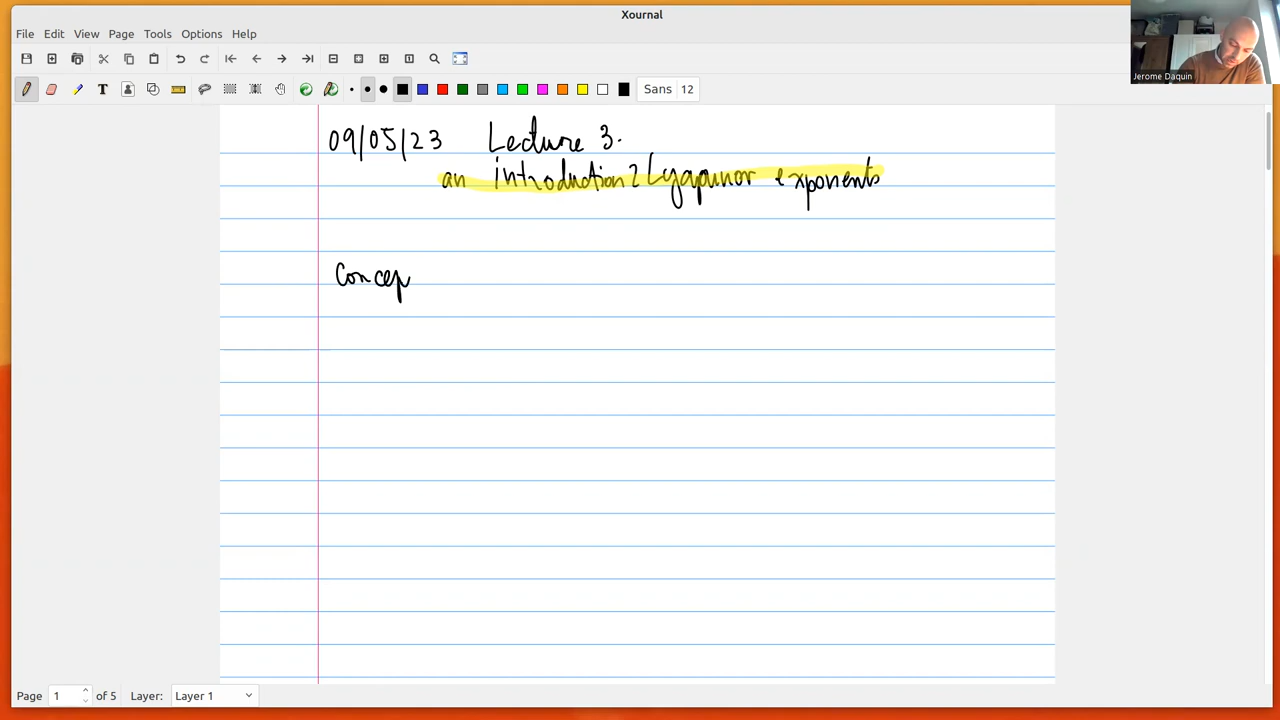 Xournal
File Edit View Page Tools Options Help
Sans 12
Jerome Daquin
09/05/23 Lecture 3.
an introduction 2 Lyapunov exponents
Concep
Page 1 of 5 Layer: Layer 1